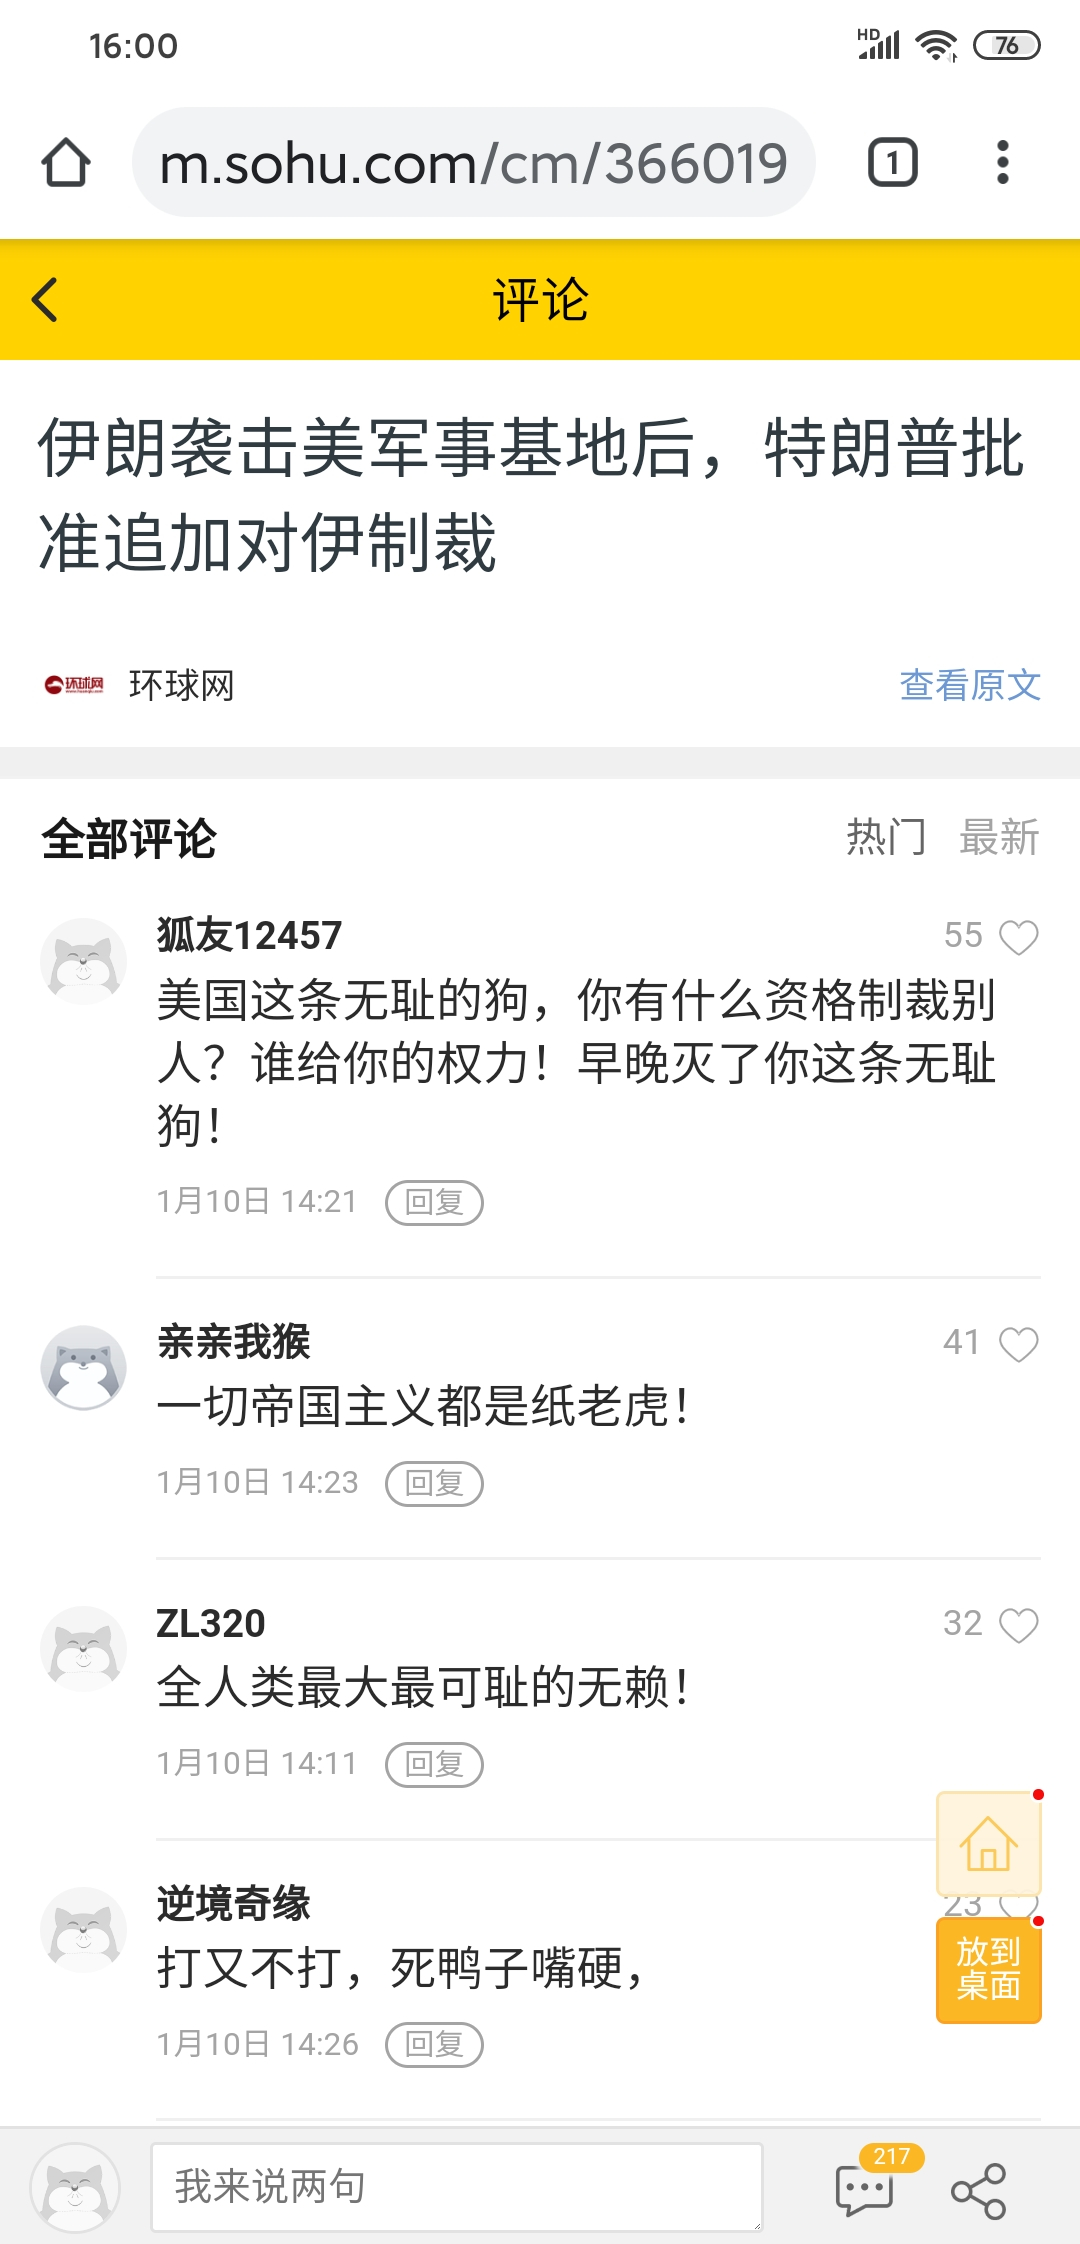 16:00
HD
76
m.sohu.com/cm/366019
1
评论
伊朗袭击美军事基地后，特朗普批
准追加对伊制裁
环球网
环球网
查看原文
全部评论
热门
最新
狐友12457
55
美国这条无耻的狗，你有什么资格制裁别
人？谁给你的权力！早晚灭了你这条无耻
狗！
1月10日 14:21
回复
亲亲我猴
41
一切帝国主义都是纸老虎！
1月10日 14:23
回复
ZL320
32
全人类最大最可耻的无赖！
1月10日 14:11
回复
逆境奇缘
23
打又不打，死鸭子嘴硬，
放到
桌面
1月10日 14:26
回复
我来说两句
217